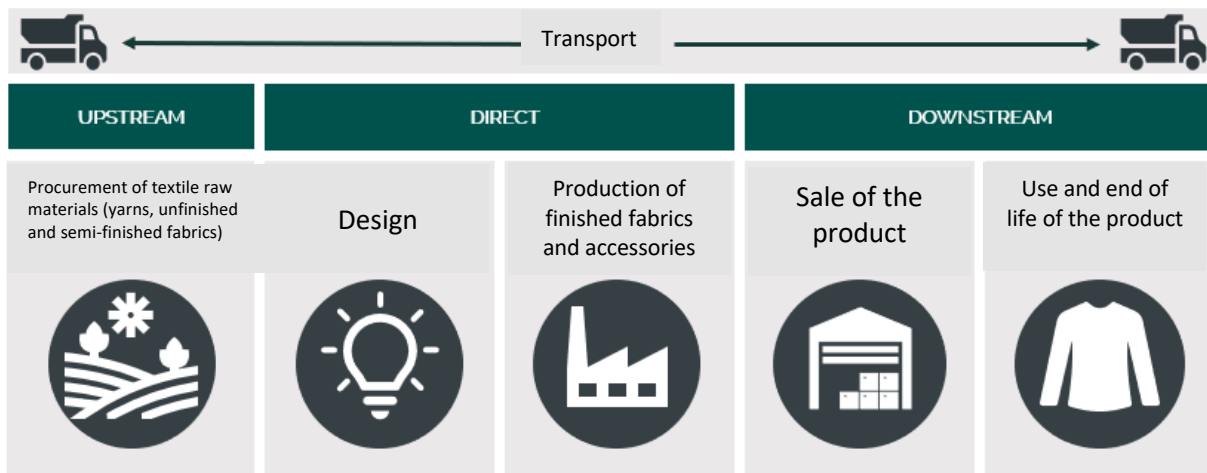 Transport
UPSTREAM
DIRECT
DOWNSTREAM
Procurement of textile raw
materials (yarns, unfinished
and semi-finished fabrics)
Design
Production of
finished fabrics
and accessories
Sale of the
product
Use and end of
life of the product